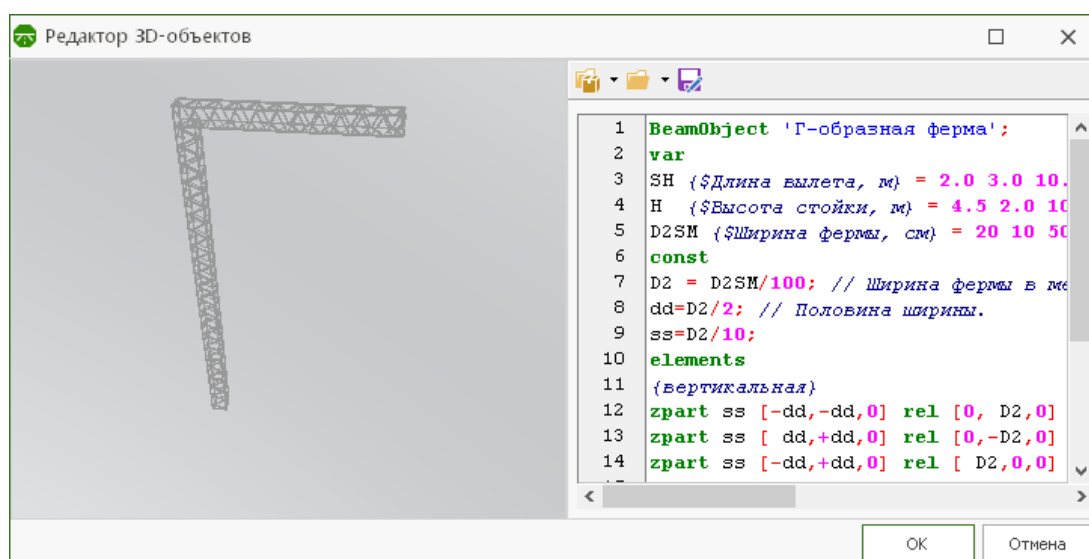 Редактор 3D-объектов
1 BeamObject 'Г-образная ферма';
2 var
3 SH {$Длина вылета, м} = 2.0 3.0 10.
4 H {$Высота стойки, м} = 4.5 2.0 10
5 D2SM {$Ширина фермы, см} = 20 10 50
6 const
7 D2 = D2SM/100; // Ширина фермы в ме
8 dd=D2/2; // Половина ширины.
9 ss=D2/10;
10 elements
11 {вертикальная}
12 zpart ss [-dd,-dd,0] rel [0, D2,0]
13 zpart ss [ dd,+dd,0] rel [0,-D2,0]
14 zpart ss [-dd,+dd,0] rel [ D2,0,0]
ОК
Отмена